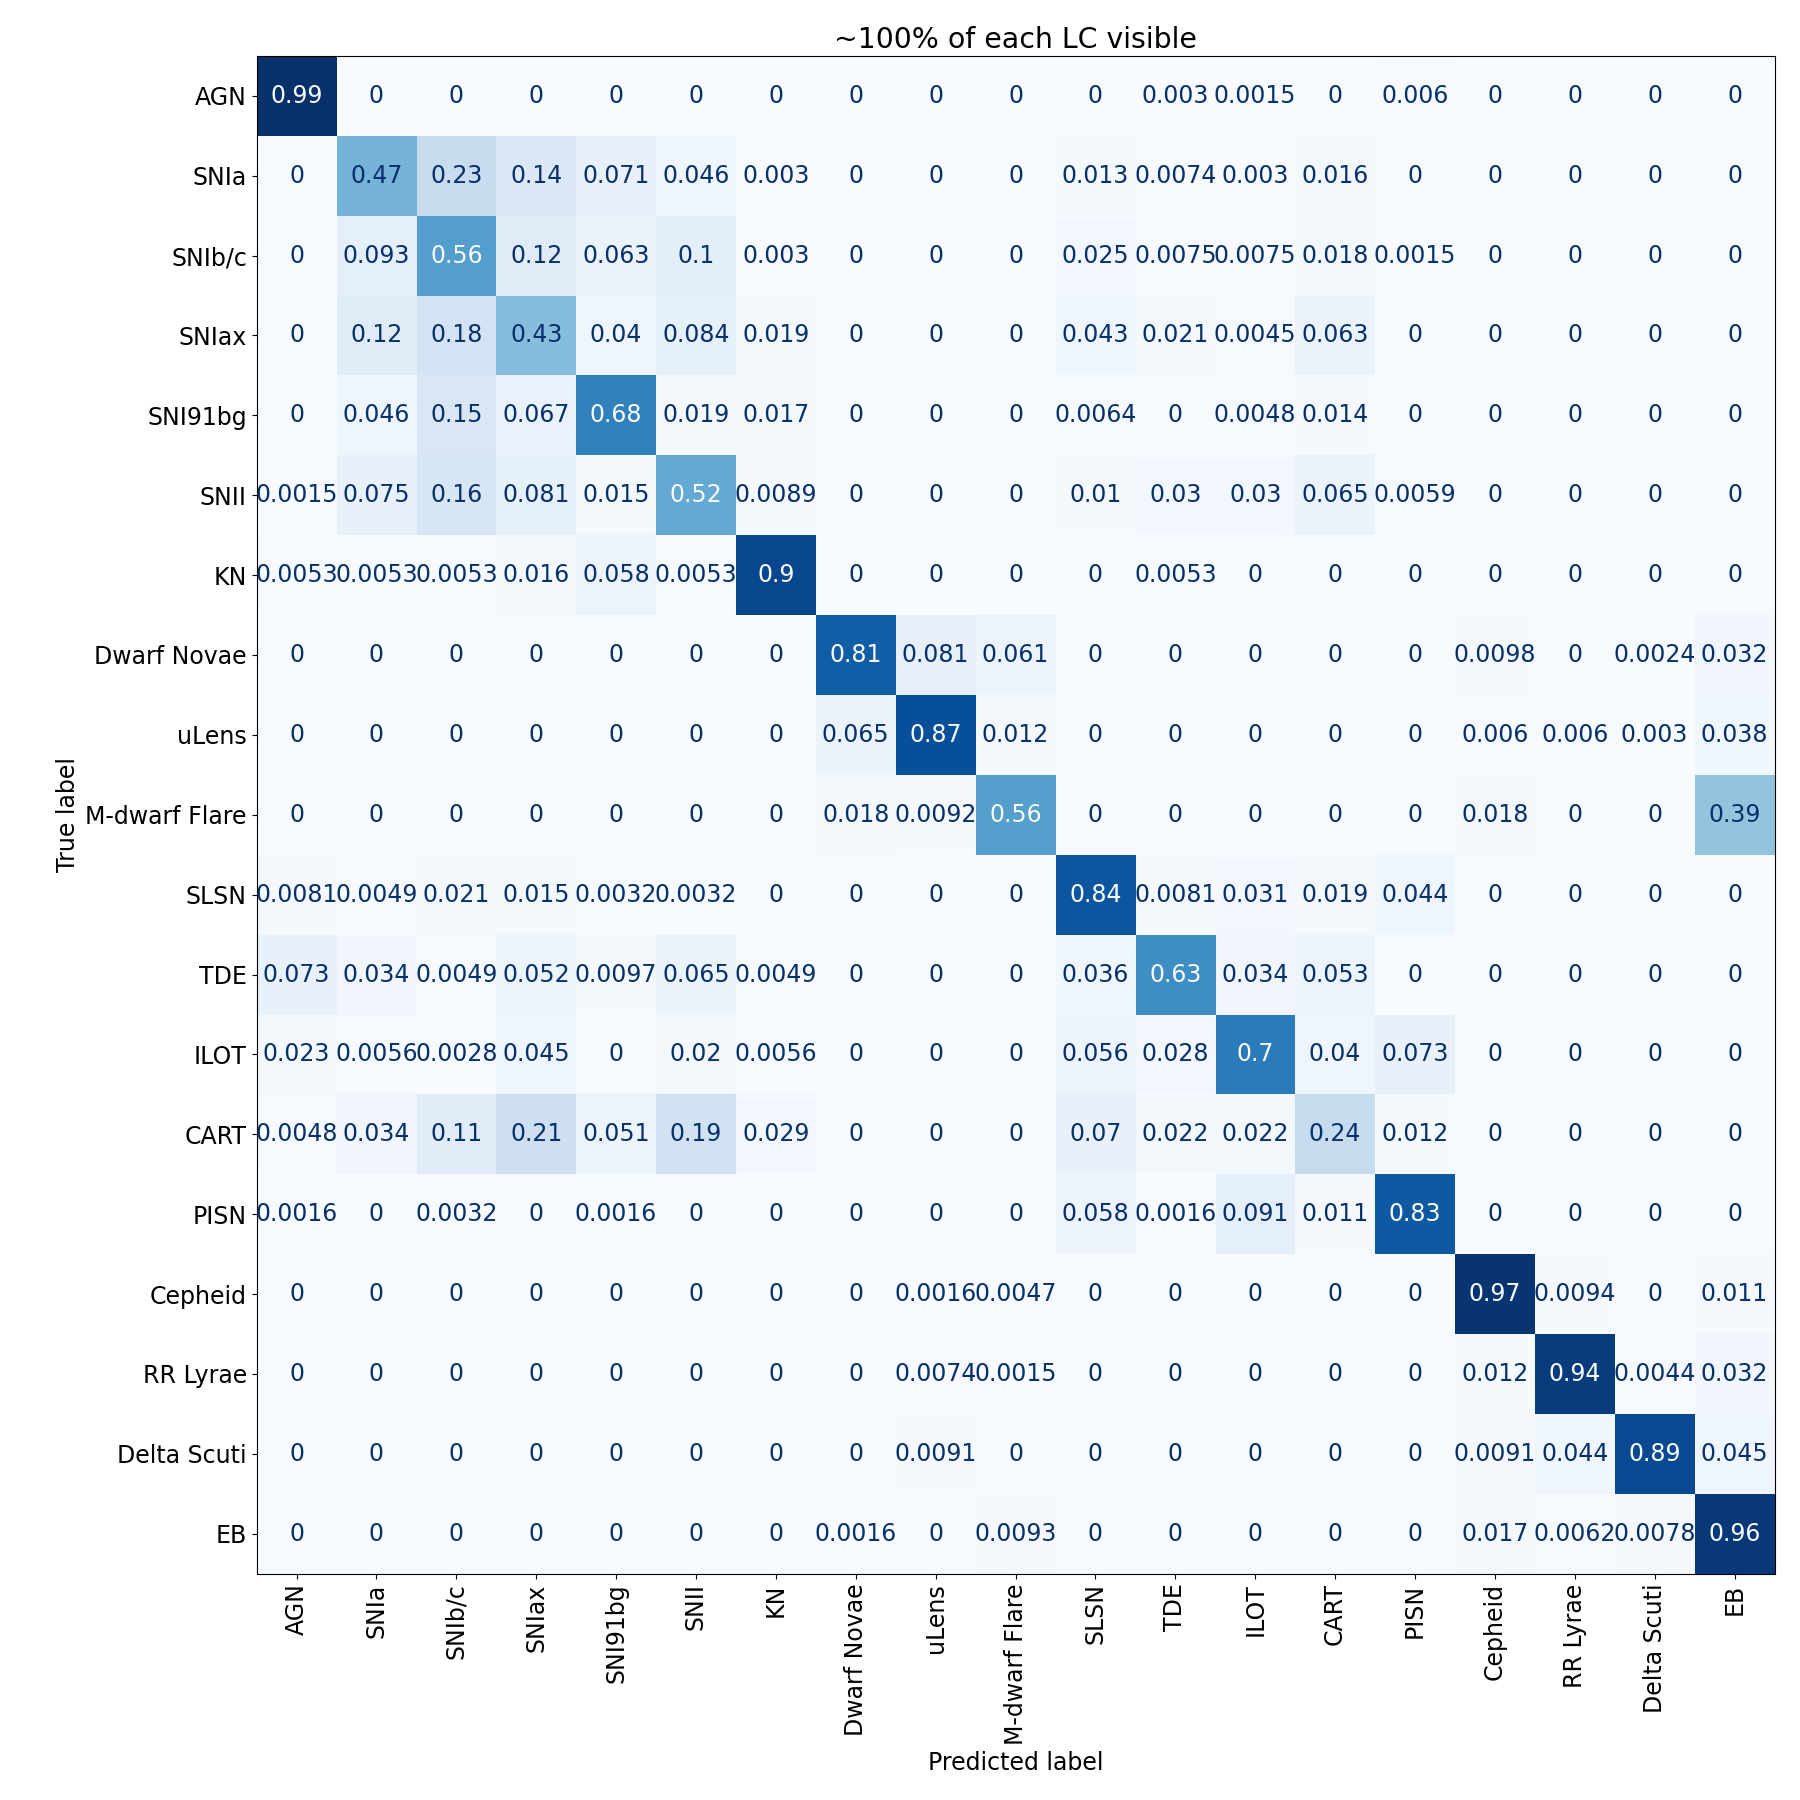 ~100% of each LC visible
AGN 0.99 0 0 0 0 0 0 0 0 0 0 0.003 0.0015 0 0.006 0 0 0 0
SNIa 0 0.47 0.23 0.14 0.071 0.046 0.003 0 0 0 0.013 0.0074 0.003 0.016 0 0 0 0 0
SNIb/c 0 0.093 0.56 0.12 0.063 0.1 0.003 0 0 0 0.025 0.0075 0.0075 0.018 0.0015 0 0 0 0
SNIax 0 0.12 0.18 0.43 0.04 0.084 0.019 0 0 0 0.043 0.021 0.0045 0.063 0 0 0 0 0
SNI91bg 0 0.046 0.15 0.067 0.68 0.019 0.017 0 0 0 0.0064 0 0.0048 0.014 0 0 0 0 0
SNII 0.0015 0.075 0.16 0.081 0.015 0.52 0.0089 0 0 0 0.01 0.03 0.03 0.065 0.0059 0 0 0 0
KN 0.0053 0.0053 0.0053 0.016 0.058 0.0053 0.9 0 0 0 0 0.0053 0 0 0 0 0 0 0
Dwarf Novae 0 0 0 0 0 0 0 0.81 0.081 0.061 0 0 0 0 0 0.0098 0 0.0024 0.032
uLens 0 0 0 0 0 0 0 0.065 0.87 0.012 0 0 0 0 0 0.006 0.006 0.003 0.038
M-dwarf Flare 0 0 0 0 0 0 0 0.018 0.0092 0.56 0 0 0 0 0 0.018 0 0 0.39
SLSN 0.0081 0.0049 0.021 0.015 0.0032 0.0032 0 0 0 0 0.84 0.0081 0.031 0.019 0.044 0 0 0 0
TDE 0.073 0.034 0.0049 0.052 0.0097 0.065 0.0049 0 0 0 0.036 0.63 0.034 0.053 0 0 0 0 0
ILOT 0.023 0.0056 0.0028 0.045 0 0.02 0.0056 0 0 0 0.056 0.028 0.7 0.04 0.073 0 0 0 0
CART 0.0048 0.034 0.11 0.21 0.051 0.19 0.029 0 0 0 0.07 0.022 0.022 0.24 0.012 0 0 0 0
PISN 0.0016 0 0.0032 0 0.0016 0 0 0 0 0 0.058 0.0016 0.091 0.011 0.83 0 0 0 0
Cepheid 0 0 0 0 0 0 0 0 0.0016 0.0047 0 0 0 0 0 0.97 0.0094 0 0.011
RR Lyrae 0 0 0 0 0 0 0 0 0.0074 0.0015 0 0 0 0 0 0.012 0.94 0.0044 0.032
Delta Scuti 0 0 0 0 0 0 0 0 0.0091 0 0 0 0 0 0 0.0091 0.044 0.89 0.045
EB 0 0 0 0 0 0 0 0.0016 0 0.0093 0 0 0 0 0 0.017 0.0062 0.0078 0.96
True label
AGN SNIa SNIb/c SNIax SNI91bg SNII KN Dwarf Novae uLens M-dwarf Flare SLSN TDE ILOT CART PISN Cepheid RR Lyrae Delta Scuti EB
Predicted label